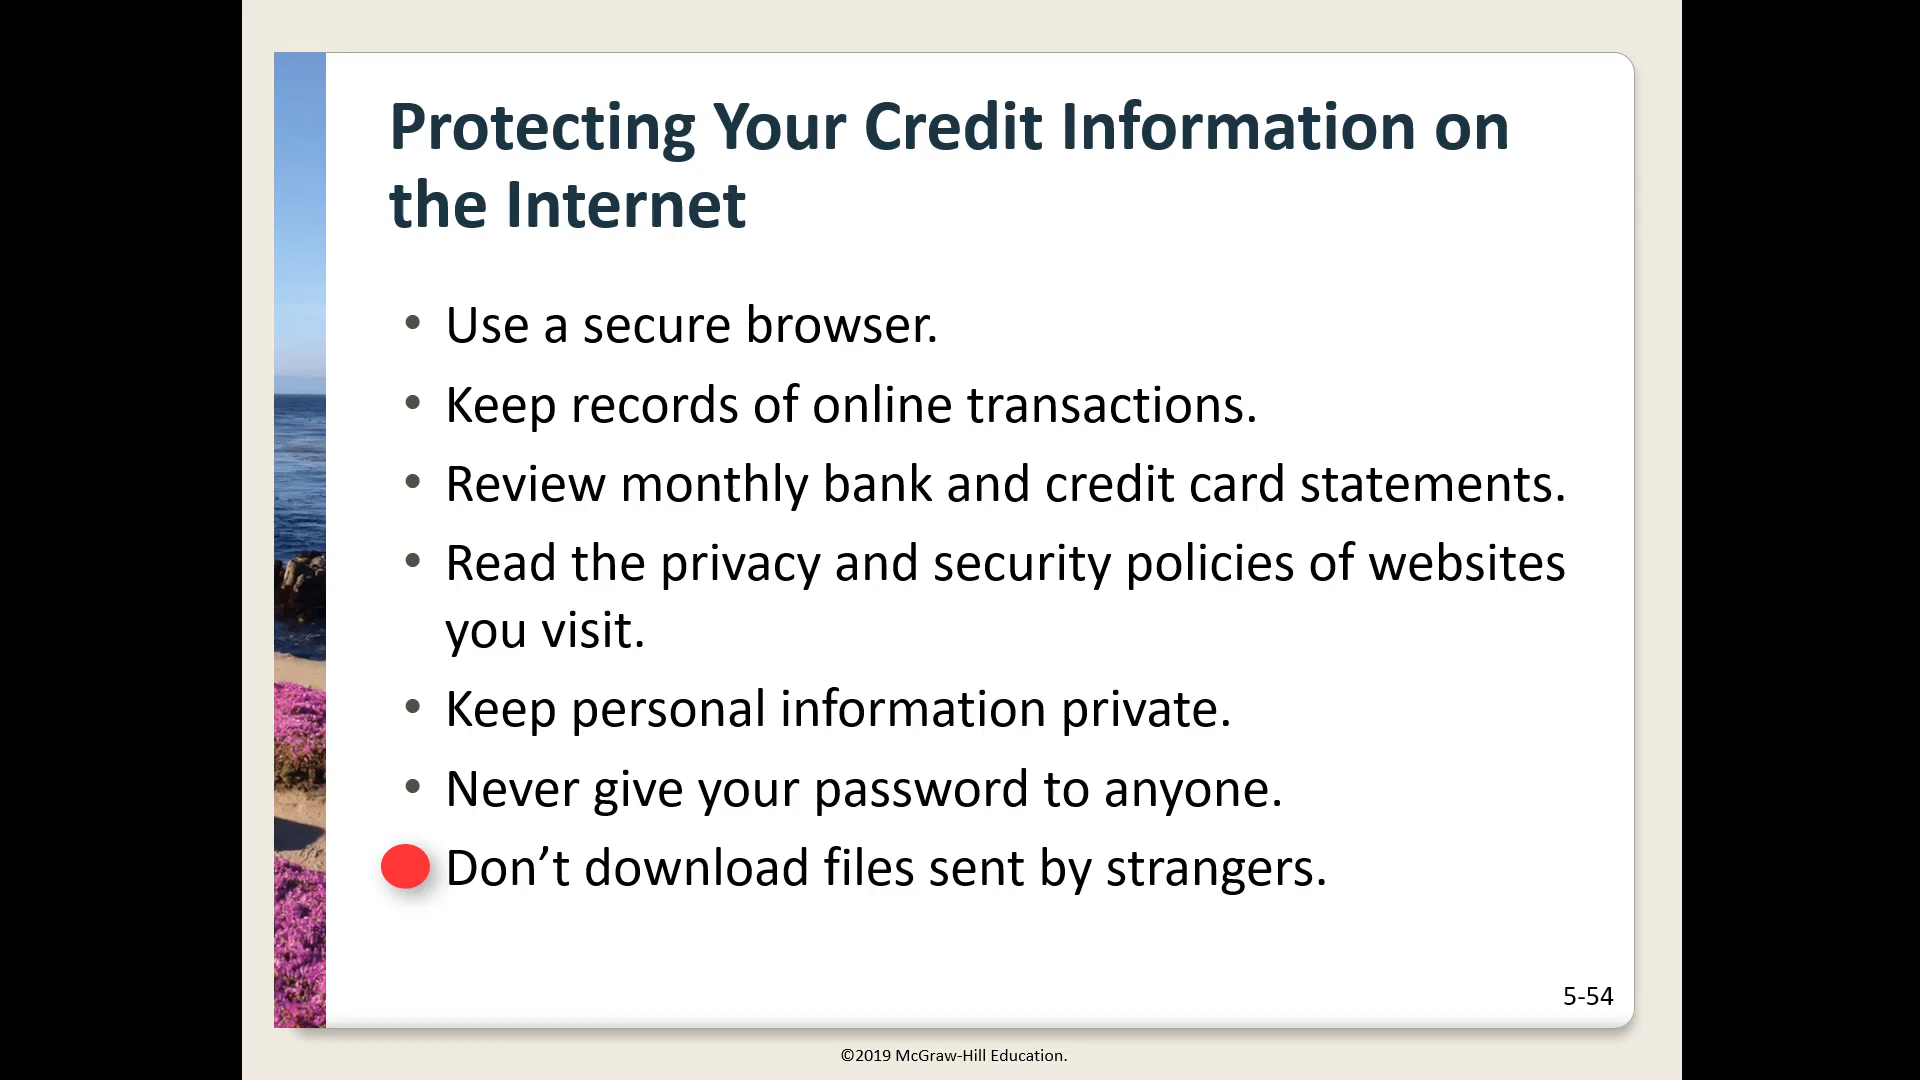 Protecting Your Credit Information on
the Internet
• Use a secure browser.
• Keep records of online transactions.
• Review monthly bank and credit card statements.
• Read the privacy and security policies of websites
you visit.
• Keep personal information private.
• Never give your password to anyone.
Don’t download files sent by strangers.
5-54
©2019 McGraw-Hill Education.